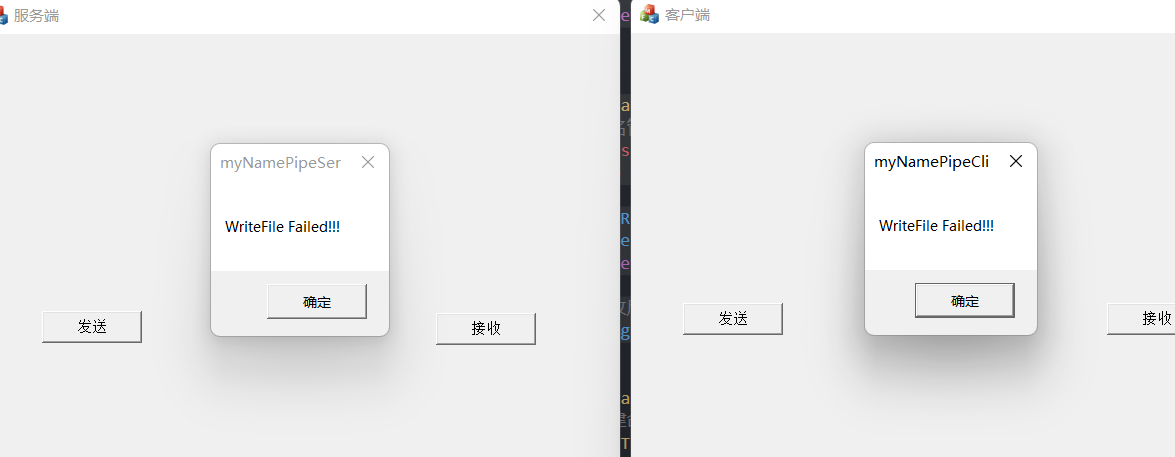 服务端
客户端
myNamePipeSer
WriteFile Failed!!!
确定
发送
接收
myNamePipeCli
WriteFile Failed!!!
确定
发送
接收